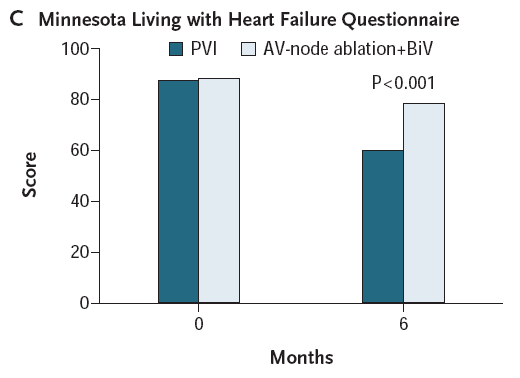 C Minnesota Living with Heart Failure Questionnaire
PVI AV-node ablation+BiV
P<0.001
100
80
60
40
20
0
Score
0 6
Months